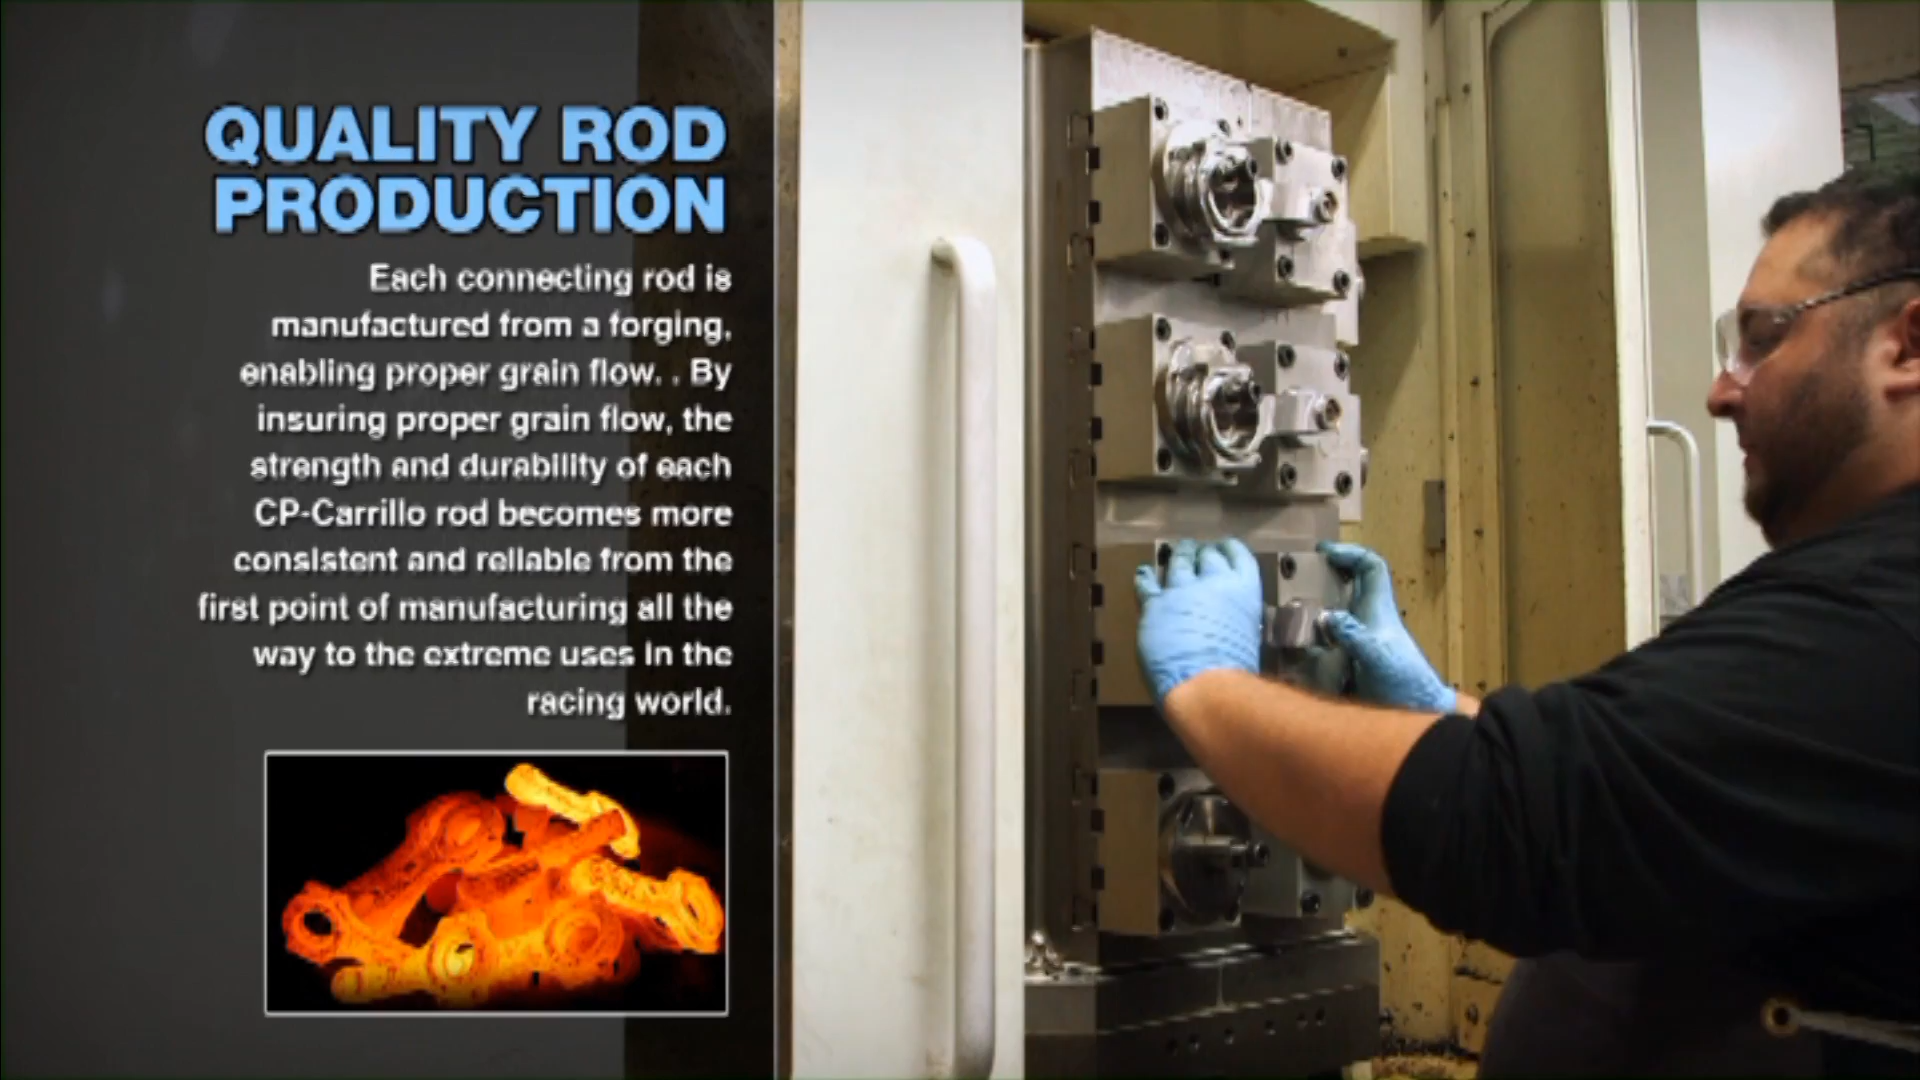 QUALITY ROD
PRODUCTION
Each connecting rod is
manufactured from a forging,
enabling proper grain flow. . By
insuring proper grain flow, the
strength and durability of each
CP-Carrillo rod becomes more
consistent and reliable from the
first point of manufacturing all the
way to the extreme uses in the
racing world.